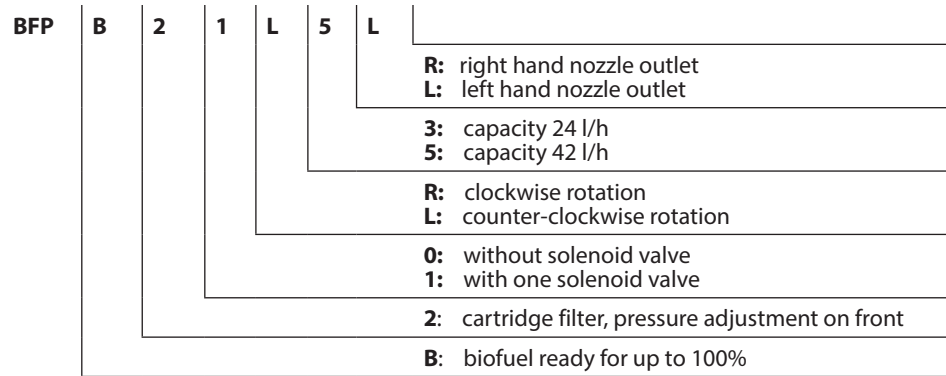 BFP B 2 1 L 5 L
R: right hand nozzle outlet
L: left hand nozzle outlet
3: capacity 24 l/h
5: capacity 42 l/h
R: clockwise rotation
L: counter-clockwise rotation
0: without solenoid valve
1: with one solenoid valve
2: cartridge filter, pressure adjustment on front
B: biofuel ready for up to 100%